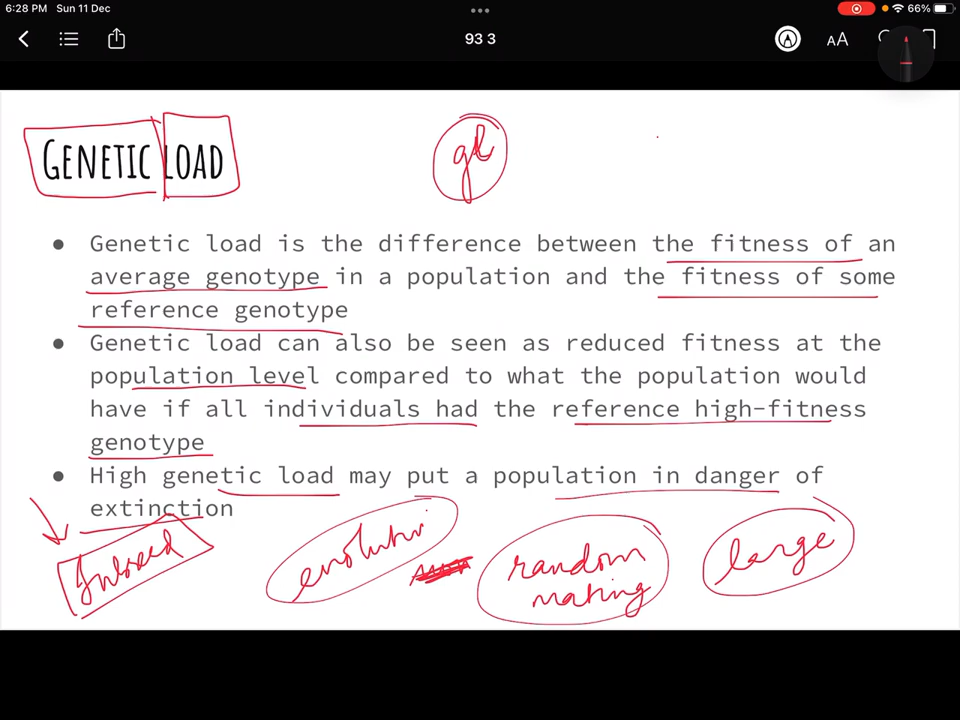 6:28 PM Sun 11 Dec
66%
93 3
AA
GENETIC LOAD
gl
● Genetic load is the difference between the fitness of an
average genotype in a population and the fitness of some
reference genotype
● Genetic load can also be seen as reduced fitness at the
population level compared to what the population would
have if all individuals had the reference high-fitness
genotype
● High genetic load may put a population in danger of
extinction
Inbreed
evolution
random
mating
large